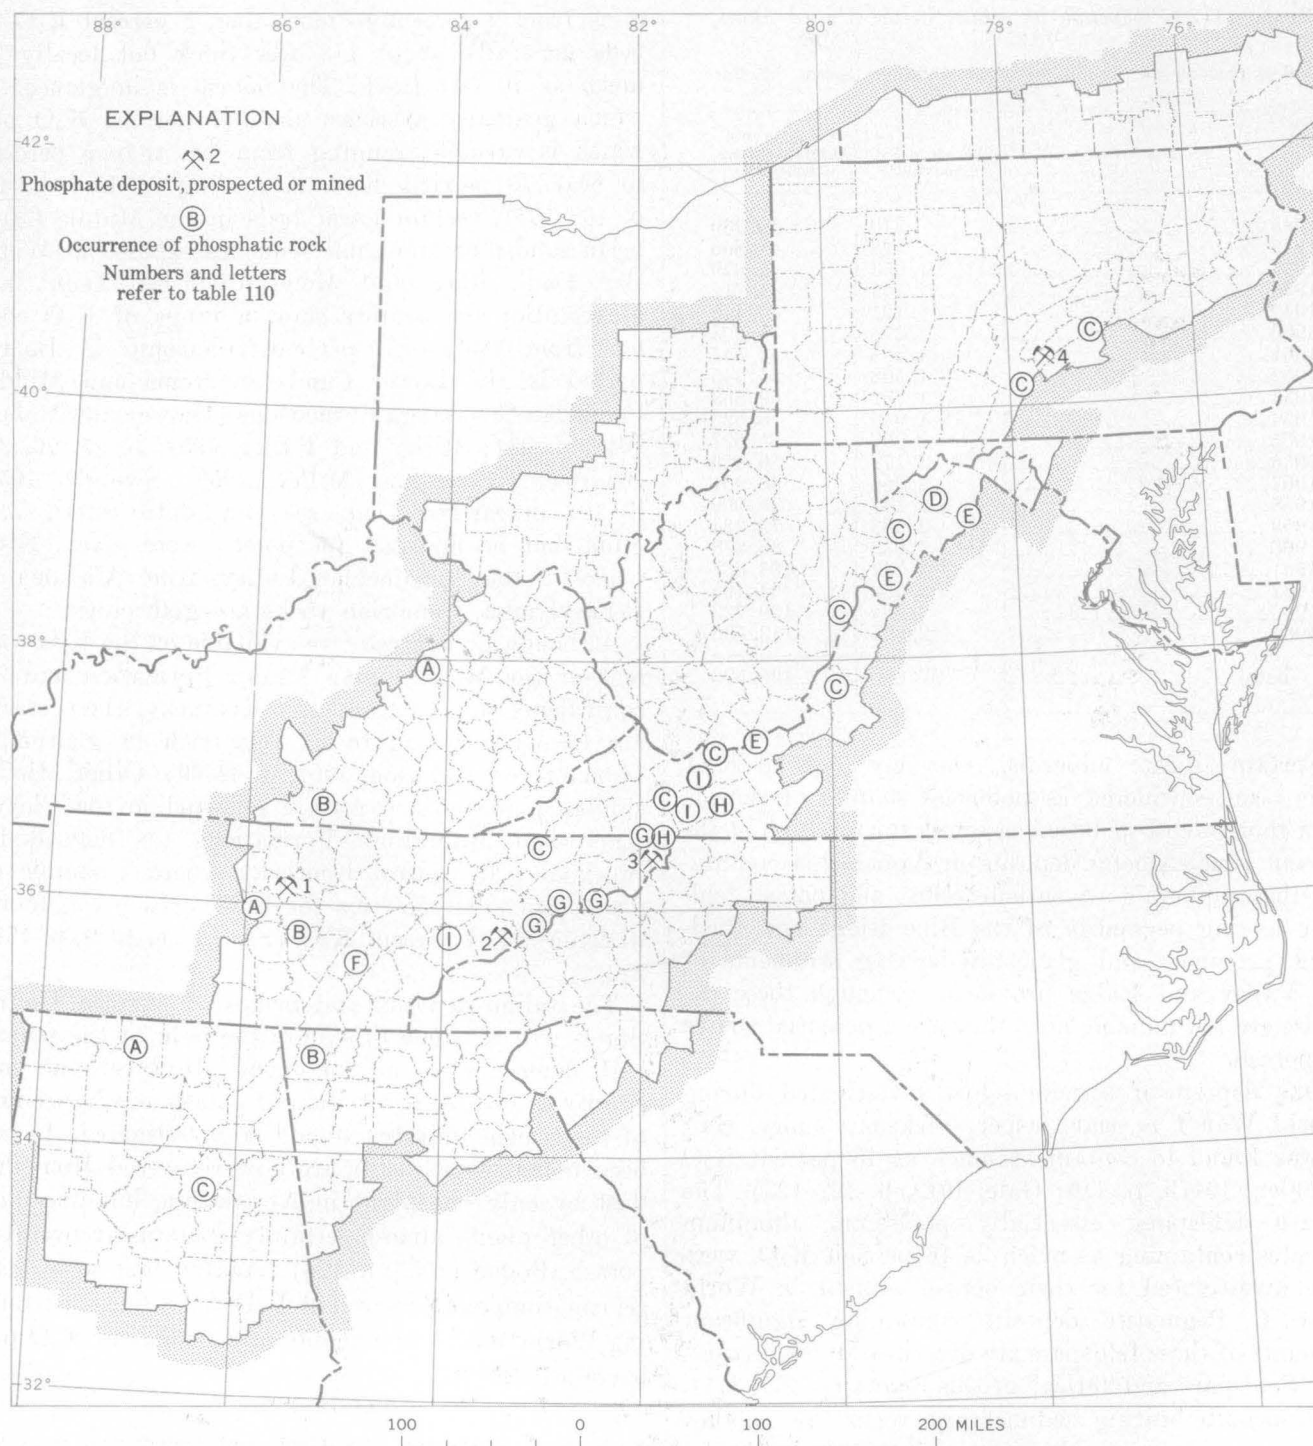 88° 86° 84° 82° 80° 78° 76°
EXPLANATION
42°
2
Phosphate deposit, prospected or mined
B
Occurrence of phosphatic rock
Numbers and letters
refer to table 110
C
4
C
40°
D
E
C
E
C
38°
A
C
E
C
I
B
C
I
H
G
H
C
3
36°
1
A
G
G
B
G
I
2
F
A
B
34°
C
32°
100 0 100 200 MILES